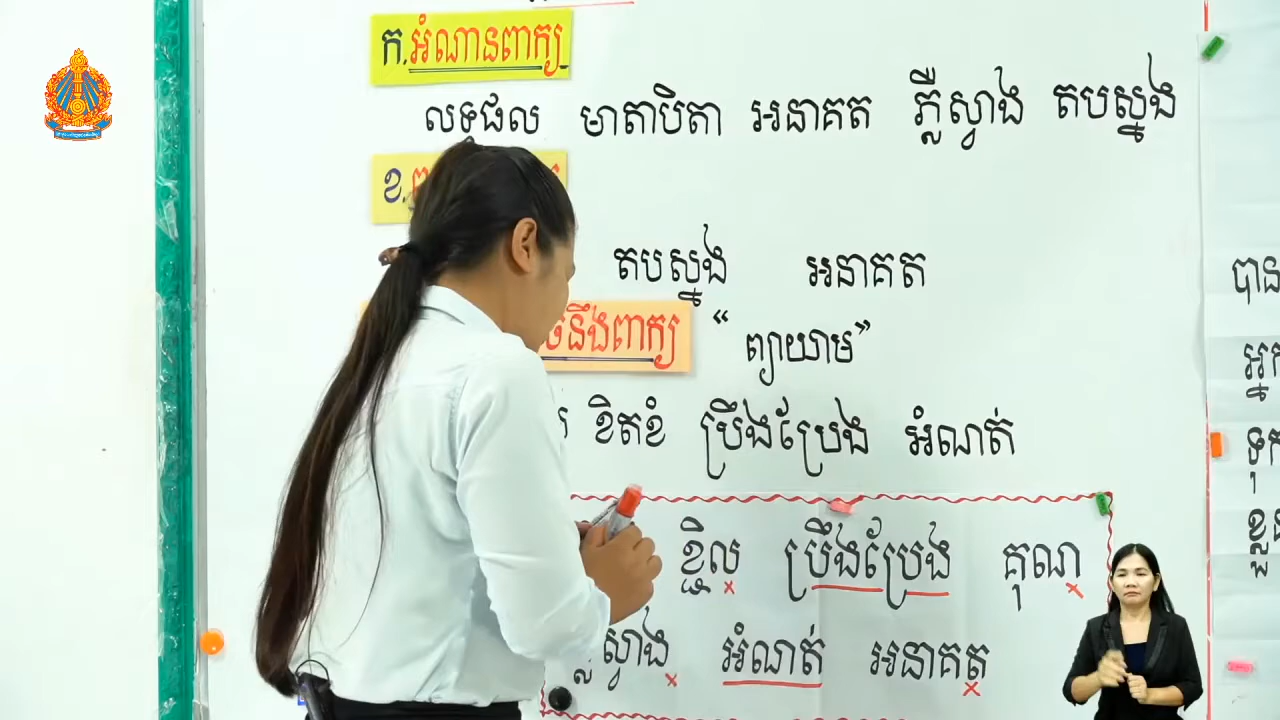 ក.អំណានពាក្យ
លទ្ធផល មាតាបិតា អនាគត ភ្លឺស្វាង តបស្នង
ខ.
តបស្នង អនាគត
នឹងពាក្យ “ព្យាយាម”
ខិតខំ ប្រឹងប្រែង អំណត់
ខ្ជិល ប្រឹងប្រែង គុណ
ស្វាង អំណត់ អនាគត
បាន